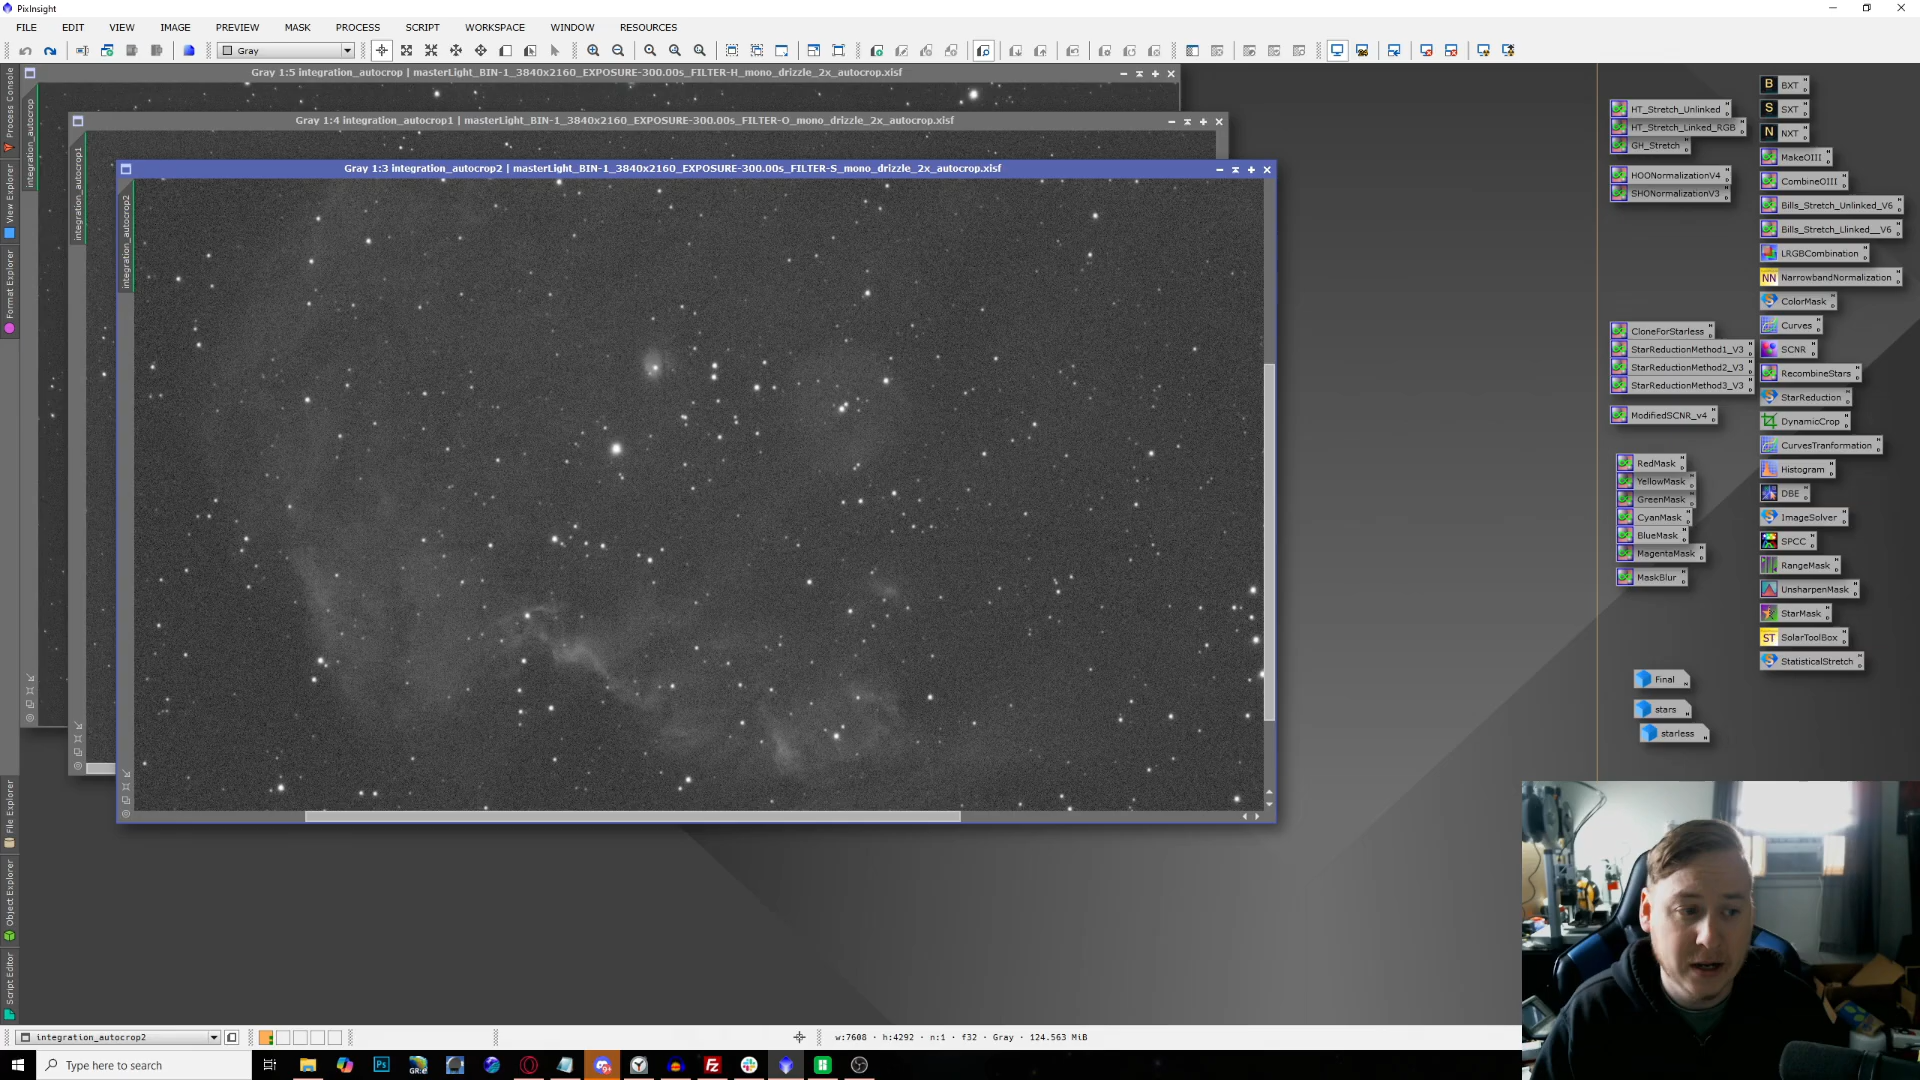 PixInsight
FILE EDIT VIEW IMAGE PREVIEW MASK PROCESS SCRIPT WORKSPACE WINDOW RESOURCES
Gray
Gray 1:5 integration_autocrop | masterLight_BIN-1_3840x2160_EXPOSURE-300.00s_FILTER-H_mono_drizzle_2x_autocrop.xisf
Gray 1:4 integration_autocrop1 | masterLight_BIN-1_3840x2160_EXPOSURE-300.00s_FILTER-O_mono_drizzle_2x_autocrop.xisf
Gray 1:3 integration_autocrop2 | masterLight_BIN-1_3840x2160_EXPOSURE-300.00s_FILTER-S_mono_drizzle_2x_autocrop.xisf
Process Console
View Explorer
Format Explorer
File Explorer
Object Explorer
Script Editor
integration_autocrop
integration_autocrop1
integration_autocrop2
HT_Stretch_Unlinked
HT_Stretch_Linked_RGB
GH_Stretch
HOONormalizationV4
SHONormalizationV3
CloneForStarless
StarReductionMethod1_V3
StarReductionMethod2_V3
StarReductionMethod3_V3
ModifiedSCNR_v4
RedMask
YellowMask
GreenMask
CyanMask
BlueMask
MagentaMask
MaskBlur
Final
stars
starless
B BXT
S SXT
N NXT
MakeOIII
CombineOIII
Bills_Stretch_Unlinked_V6
Bills_Stretch_Llinked__V6
LRGBCombination
NN NarrowbandNormalization
ColorMask
Curves
SCNR
RecombineStars
StarReduction
DynamicCrop
CurvesTranformation
Histogram
DBE
ImageSolver
SPCC
RangeMask
UnsharpenMask
StarMask
ST SolarToolBox
StatisticalStretch
integration_autocrop2
w:7608 · h:4292 · n:1 · f32 · Gray · 124.563 MiB
Type here to search
Ps